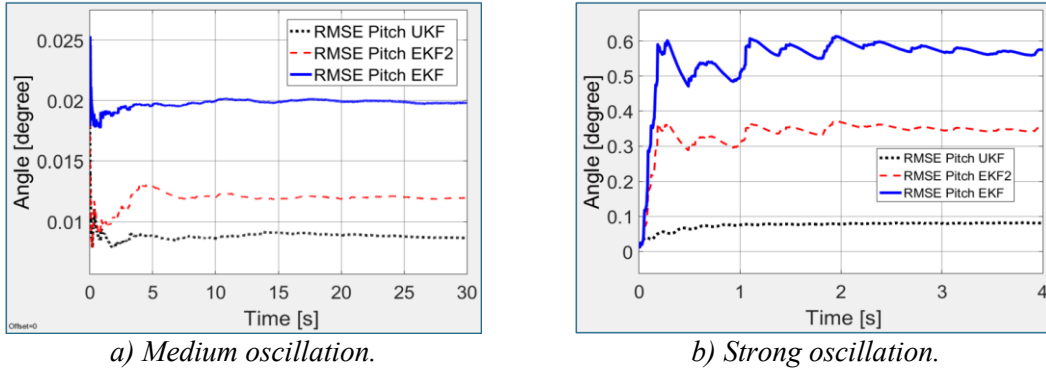 0.025
0.02
0.015
0.01
Angle [degree]
RMSE Pitch UKF
RMSE Pitch EKF2
RMSE Pitch EKF
0 5 10 15 20 25 30
Time [s]
Offset=0
a) Medium oscillation.
0.6
0.5
0.4
0.3
0.2
0.1
0
Angle [degree]
RMSE Pitch UKF
RMSE Pitch EKF2
RMSE Pitch EKF
0 1 2 3 4
Time [s]
b) Strong oscillation.